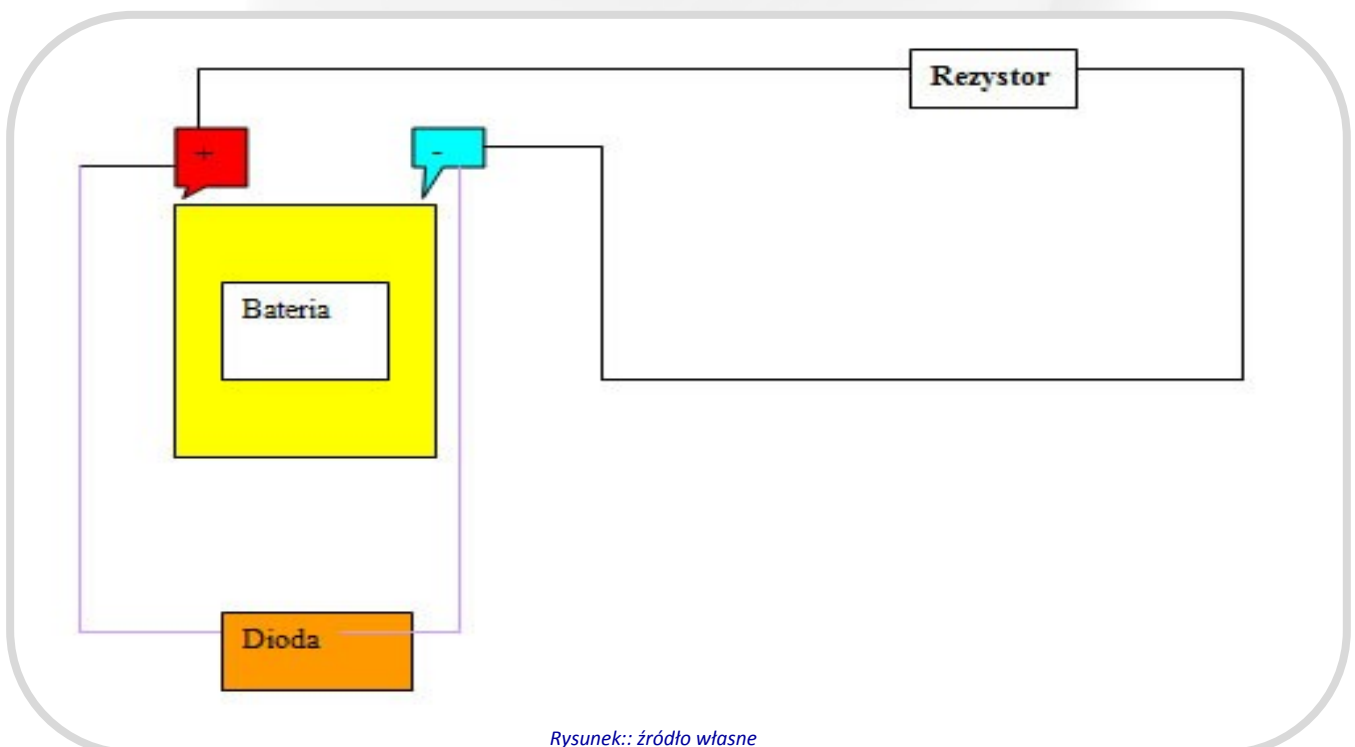 Rezystor
+
-
Bateria
Dioda
Rysunek:: źródło własne